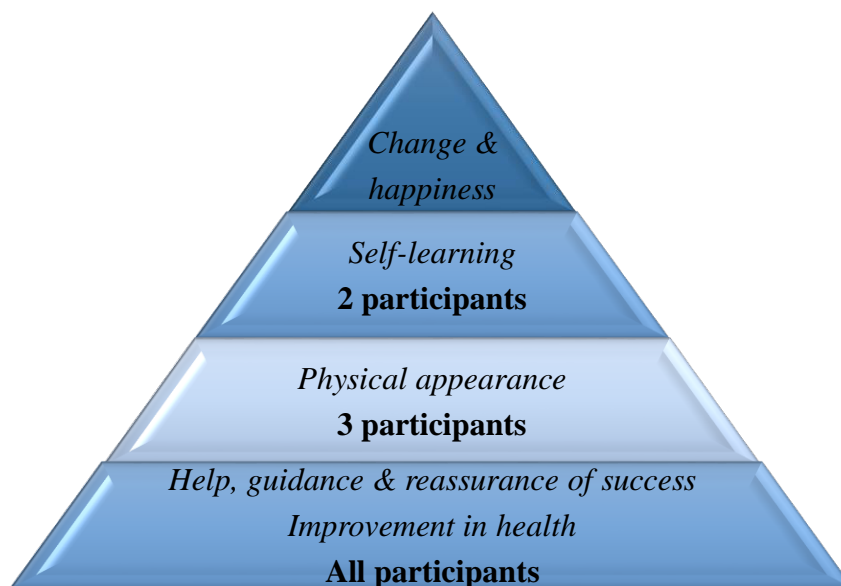 Change &
happiness
Self-learning
2 participants
Physical appearance
3 participants
Help, guidance & reassurance of success
Improvement in health
All participants